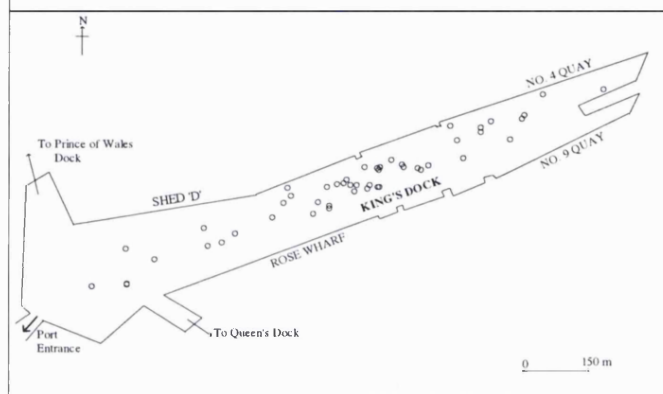 N
NO. 4 QUAY
To Prince of Wales
Dock
SHED 'D'
NO. 9 QUAY
KING'S DOCK
ROSE WHARF
Port
Entrance
To Queen's Dock
0 150 m